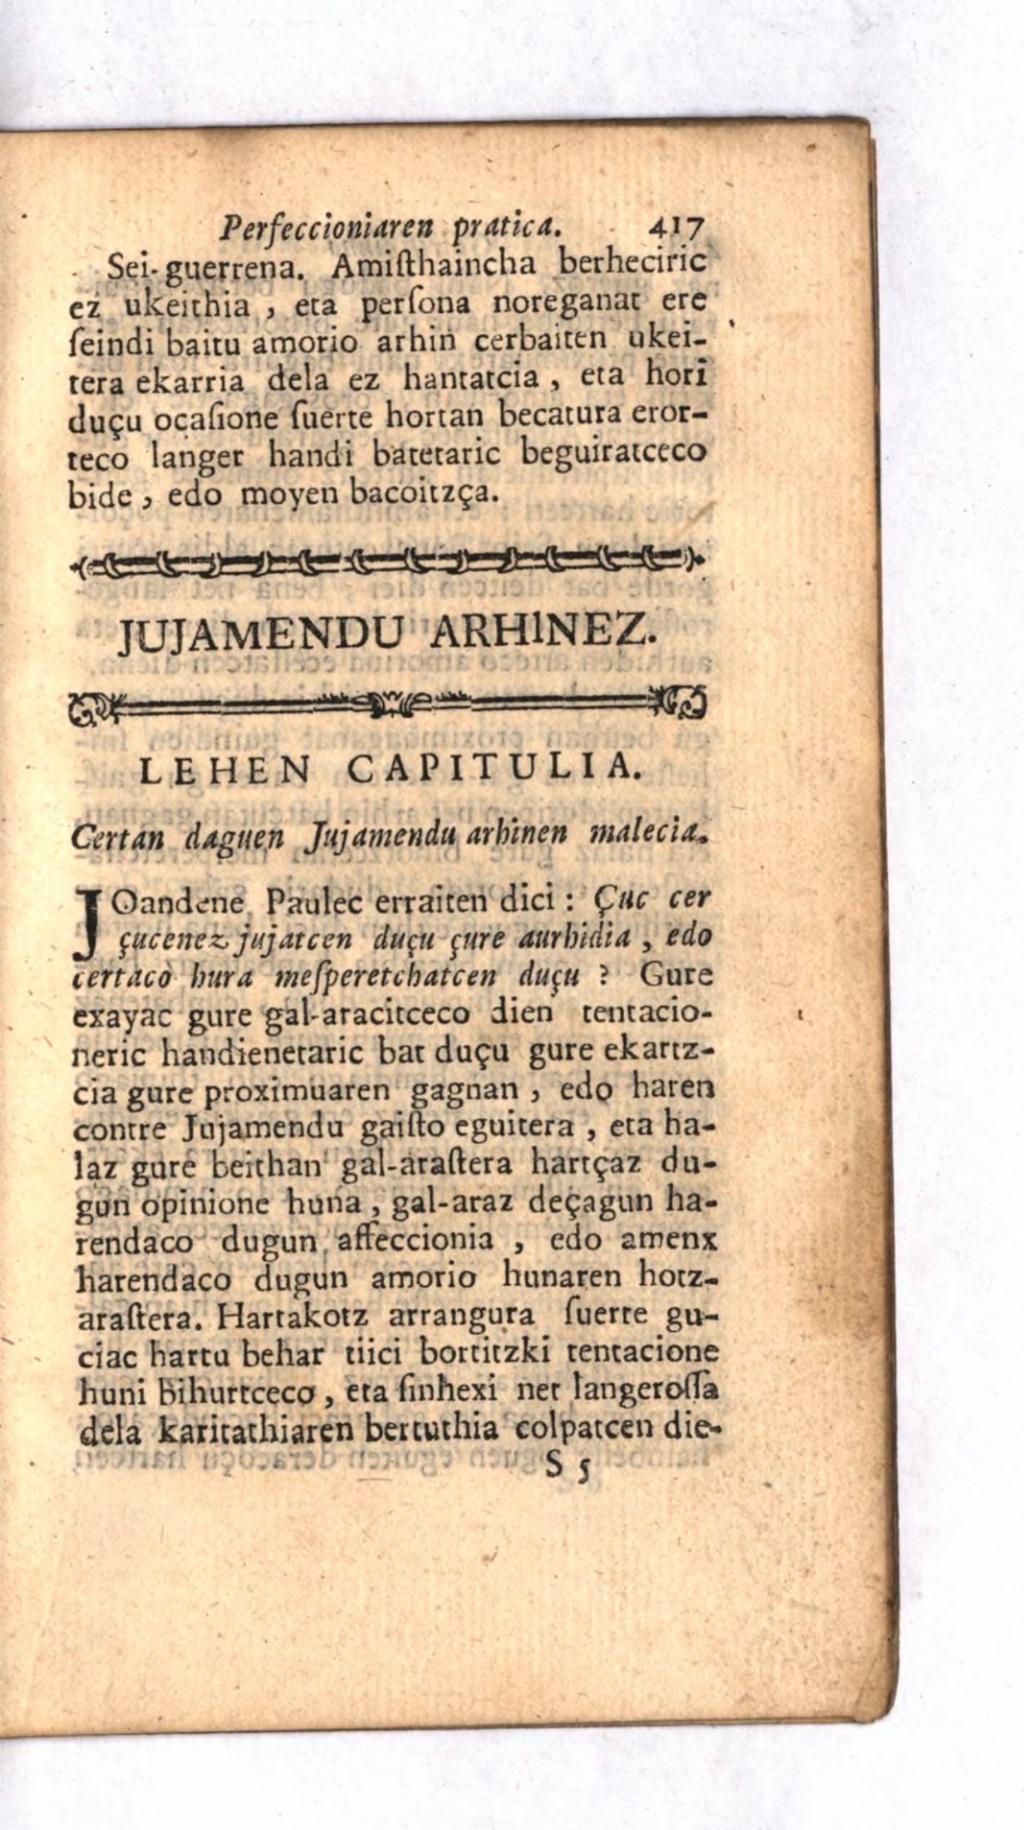 Perfeccioniaren pratica. 417
Sei-guerrena. Amiſthaincha berheciric
ez ukeithia , eta perſona noreganat ere
ſeindi baitu amorio arhin cerbaiten ukei-
tera ekarria dela ez hantatcia , eta hori
duçu ocaſione ſuerte hortan becatura eror-
teco langer handi batetaric beguiratceco
bide , edo moyen bacoitzça.
JUJAMENDU ARHINEZ.
LEHEN CAPITULIA.
Certan daguen Jujamendu arhinen malecia.
JOandene Paulec erraiten dici : Çuc cer
çucenez jujatcen duçu çure aurhidia , edo
certaco hura meſperetchatcen duçu ? Gure
exayac gure gal-aracitceco dien tentacio-
neric handienetaric bat duçu gure ekartz-
cia gure proximuaren gagnan , edo haren
contre Jujamendu gaiſto eguitera , eta ha-
laz gure beithan gal-araſtera hartçaz du-
gun opinione huna , gal-araz deçagun ha-
rendaco dugun affeccionia , edo amenx
harendaco dugun amorio hunaren hotz-
araſtera. Hartakotz arrangura ſuerte gu-
ciac hartu behar tiici bortitzki tentacione
huni Bihurtceco , eta ſinhexi net langeroſſa
dela karitathiaren bertuthia colpatcen die-
S 5